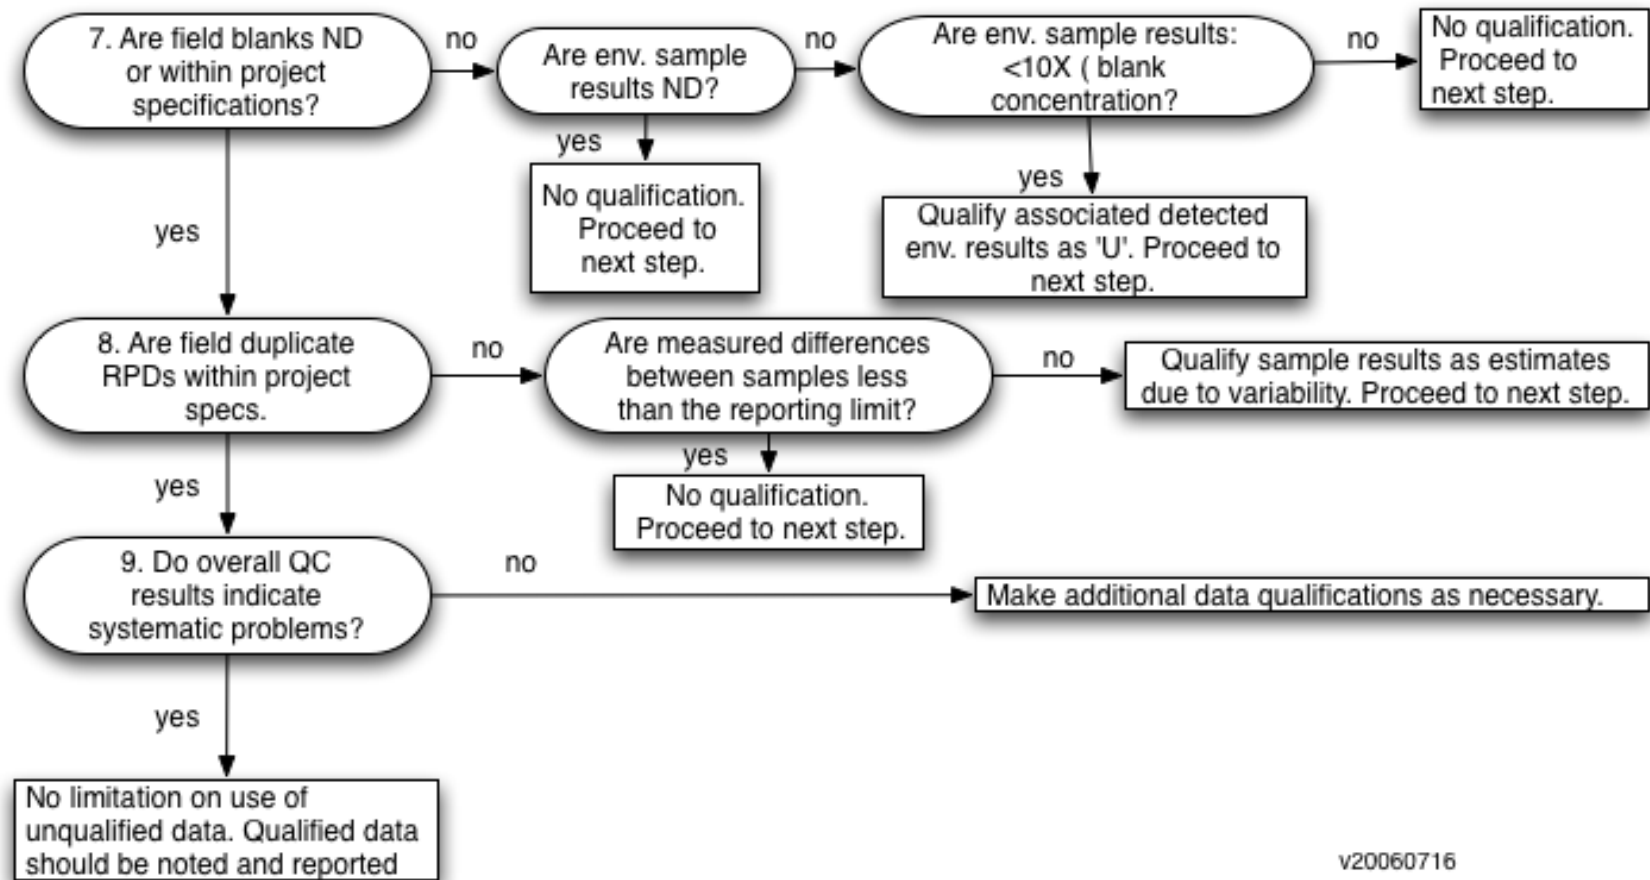 7. Are field blanks ND
or within project
specifications?
no
Are env. sample
results ND?
no
Are env. sample results:
<10X ( blank
concentration?
no
No qualification.
Proceed to
next step.
yes
No qualification.
Proceed to
next step.
yes
Qualify associated detected
env. results as 'U'. Proceed to
next step.
yes
8. Are field duplicate
RPDs within project
specs.
no
Are measured differences
between samples less
than the reporting limit?
no
Qualify sample results as estimates
due to variability. Proceed to next step.
yes
No qualification.
Proceed to next step.
yes
9. Do overall QC
results indicate
systematic problems?
no
Make additional data qualifications as necessary.
yes
No limitation on use of
unqualified data. Qualified data
should be noted and reported
v20060716